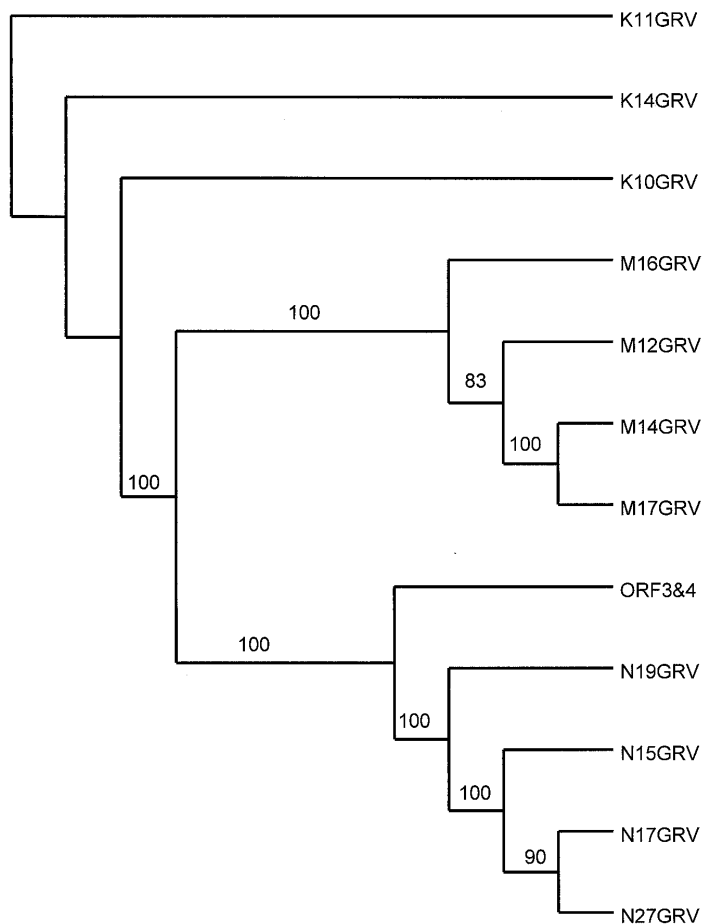 K11GRV
K14GRV
K10GRV
M16GRV
100
M12GRV
83
M14GRV
100
M17GRV
100
ORF3&4
100
N19GRV
100
N15GRV
100
N17GRV
90
N27GRV